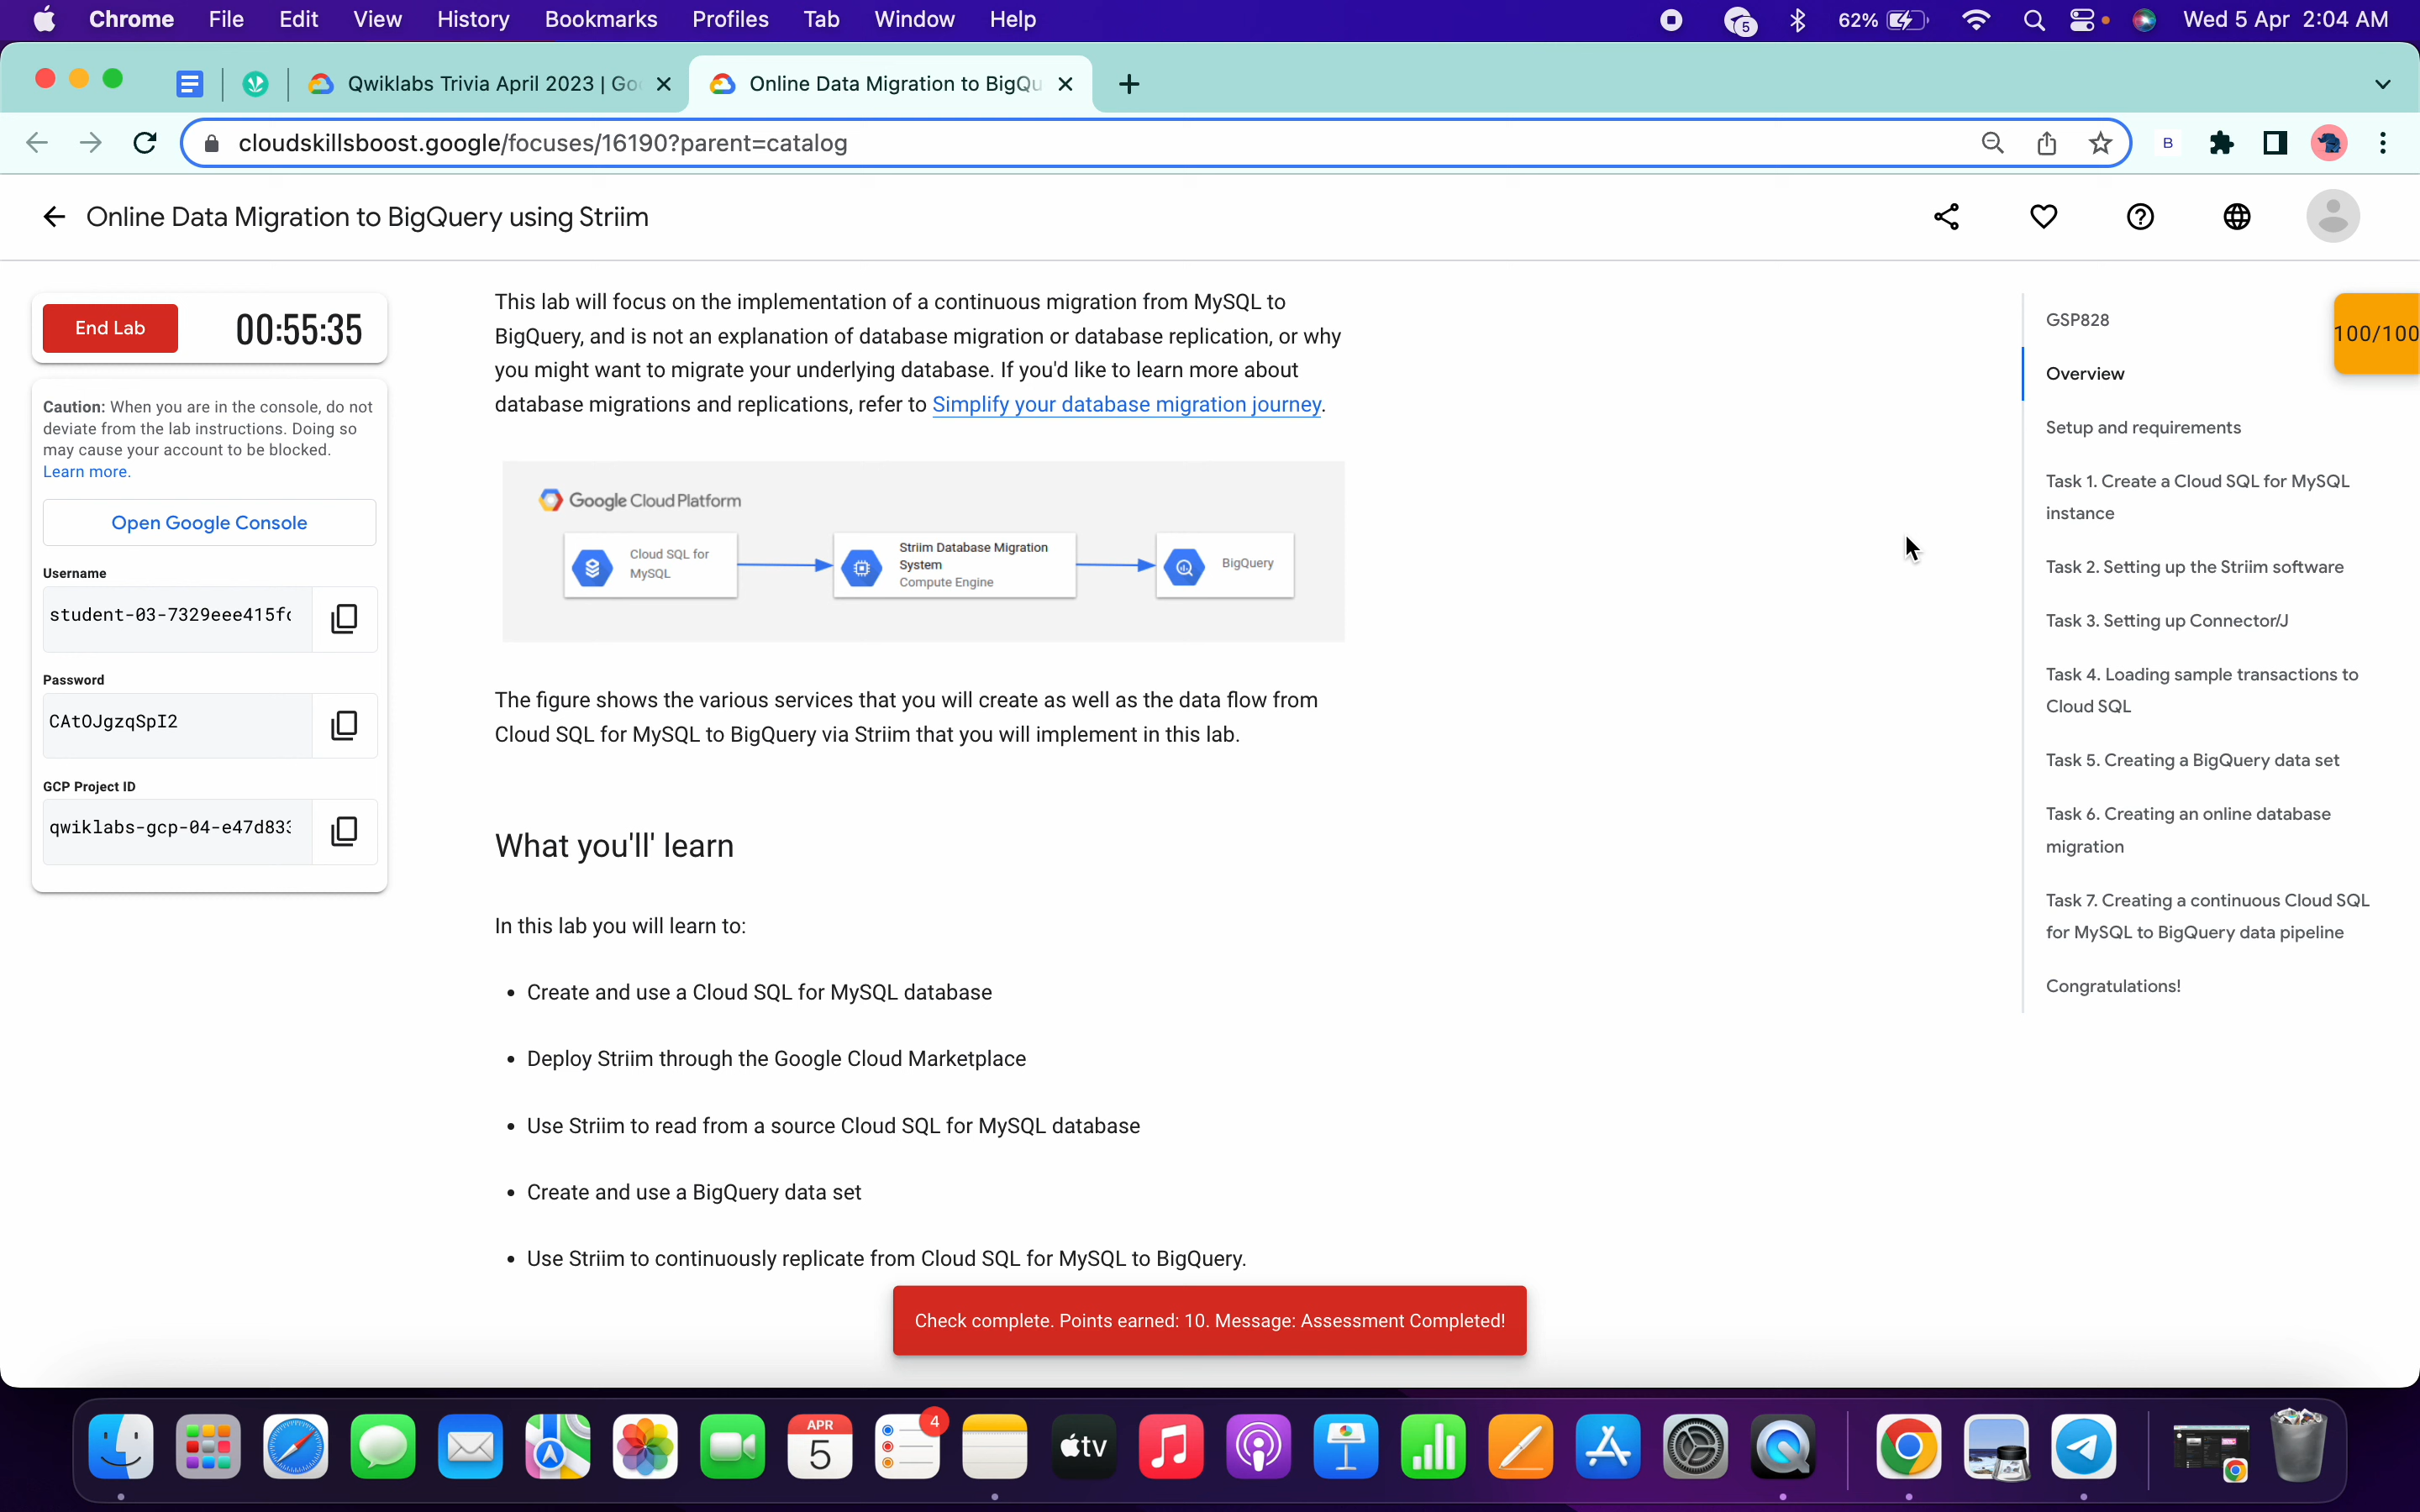 Chrome File Edit View History Bookmarks Profiles Tab Window Help 5 62% Wed 5 Apr 2:04 AM
Qwiklabs Trivia April 2023 | Go
Online Data Migration to BigQu
cloudskillsboost.google/focuses/16190?parent=catalog
B
Online Data Migration to BigQuery using Striim
End Lab 00:55:35
Caution: When you are in the console, do not
deviate from the lab instructions. Doing so
may cause your account to be blocked.
Learn more.
Open Google Console
Username
student-03-7329eee415f
Password
CAtOJgzqSpI2
GCP Project ID
qwiklabs-gcp-04-e47d83
This lab will focus on the implementation of a continuous migration from MySQL to
BigQuery, and is not an explanation of database migration or database replication, or why
you might want to migrate your underlying database. If you'd like to learn more about
database migrations and replications, refer to Simplify your database migration journey.
Google Cloud Platform
Cloud SQL for
MySQL
Striim Database Migration
System
Compute Engine
BigQuery
The figure shows the various services that you will create as well as the data flow from
Cloud SQL for MySQL to BigQuery via Striim that you will implement in this lab.
What you'll' learn
In this lab you will learn to:
• Create and use a Cloud SQL for MySQL database
• Deploy Striim through the Google Cloud Marketplace
• Use Striim to read from a source Cloud SQL for MySQL database
• Create and use a BigQuery data set
• Use Striim to continuously replicate from Cloud SQL for MySQL to BigQuery.
Check complete. Points earned: 10. Message: Assessment Completed!
GSP828
100/100
Overview
Setup and requirements
Task 1. Create a Cloud SQL for MySQL
instance
Task 2. Setting up the Striim software
Task 3. Setting up Connector/J
Task 4. Loading sample transactions to
Cloud SQL
Task 5. Creating a BigQuery data set
Task 6. Creating an online database
migration
Task 7. Creating a continuous Cloud SQL
for MySQL to BigQuery data pipeline
Congratulations!
APR
5
4
tv